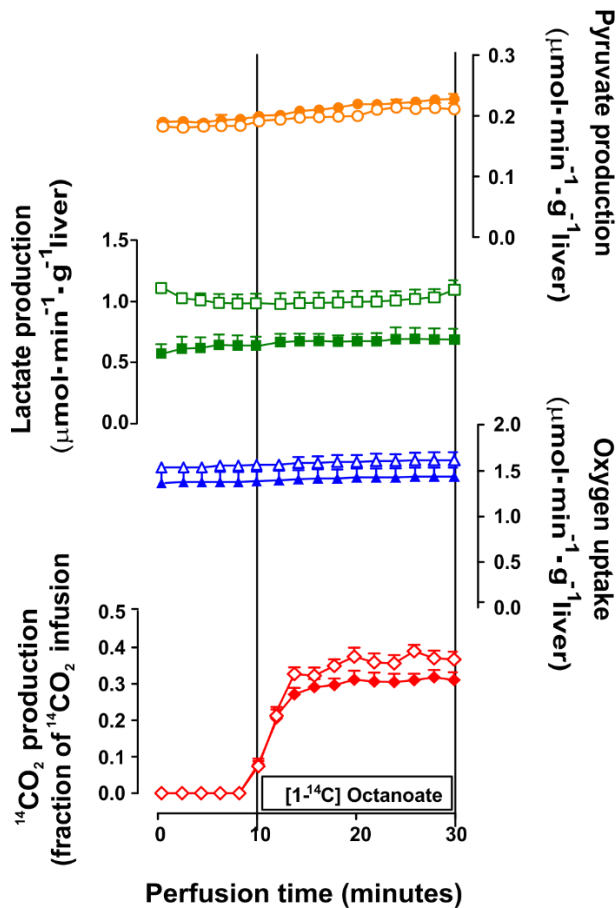 Pyruvate production
(μmol•min⁻¹•g⁻¹liver)
0.3
0.2
0.1
0.0
Lactate production
(μmol•min⁻¹•g⁻¹liver)
1.5
1.0
0.5
0.0
Oxygen uptake
(μmol•min⁻¹•g⁻¹liver)
2.0
1.5
1.0
0.5
0.0
¹⁴CO₂ production
(fraction of ¹⁴CO₂ infusion)
0.5
0.4
0.3
0.2
0.1
0.0
[1-¹⁴C] Octanoate
0 10 20 30
Perfusion time (minutes)